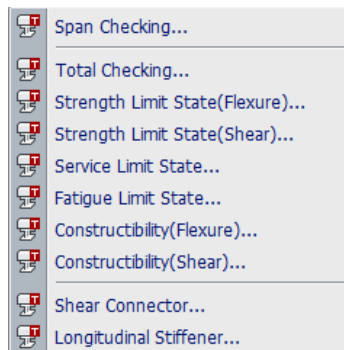 Span Checking...
Total Checking...
Strength Limit State(Flexure)...
Strength Limit State(Shear)...
Service Limit State...
Fatigue Limit State...
Constructibility(Flexure)...
Constructibility(Shear)...
Shear Connector...
Longitudinal Stiffener...